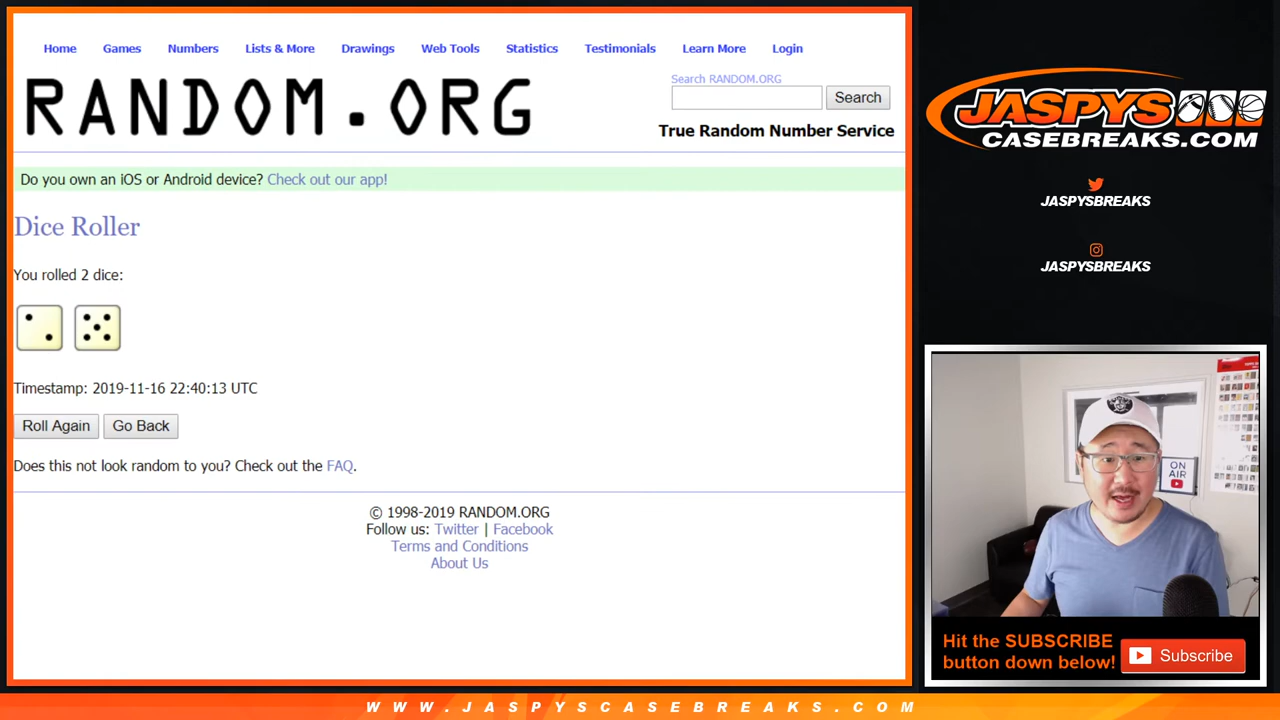 Home Games Numbers Lists & More Drawings Web Tools Statistics Testimonials Learn More Login
RANDOM.ORG
Search RANDOM.ORG
Search
True Random Number Service
Do you own an iOS or Android device? Check out our app!
Dice Roller
You rolled 2 dice:
Timestamp: 2019-11-16 22:40:13 UTC
Roll Again Go Back
Does this not look random to you? Check out the FAQ.
© 1998-2019 RANDOM.ORG
Follow us: Twitter | Facebook
Terms and Conditions
About Us
JASPYS
CASEBREAKS.COM
JASPYSBREAKS
JASPYSBREAKS
ON
AIR
Hit the SUBSCRIBE
button down below!
Subscribe
WWW.JASPYSCASEBREAKS.COM